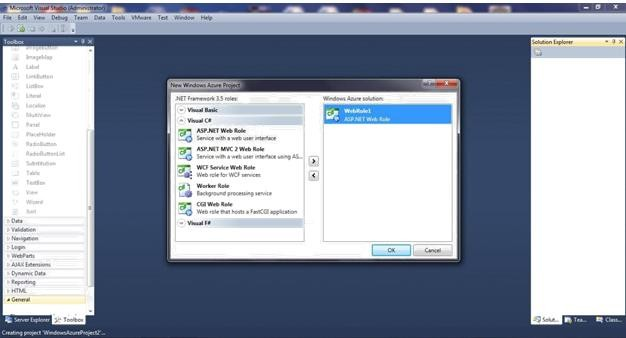 Microsoft Visual Studio (Administrator)
File Edit View Debug Team Data Tools VMware Test Window Help
Toolbox
ImageButton
ImageMap
A Label
LinkButton
ListBox
Literal
Localize
MultiView
Panel
PlaceHolder
RadioButton
RadioButtonList
Substitution
Table
TextBox
View
Wizard
Xml
Data
Validation
Navigation
Login
WebParts
AJAX Extensions
Dynamic Data
Reporting
HTML
General
Server Explorer Toolbox
Creating project 'WindowsAzureProject2'...
New Windows Azure Project
.NET Framework 3.5 roles:
Visual Basic
Visual C#
ASP.NET Web Role
Service with a web user interface
ASP.NET MVC 2 Web Role
Service with a web user interface using AS...
WCF Service Web Role
Web role for WCF services
Worker Role
Background processing service
CGI Web Role
Web role that hosts a FastCGI application
Visual F#
Windows Azure solution:
WebRole1
ASP.NET Web Role
OK Cancel
Solution Explorer
Solut... Tea... Class...